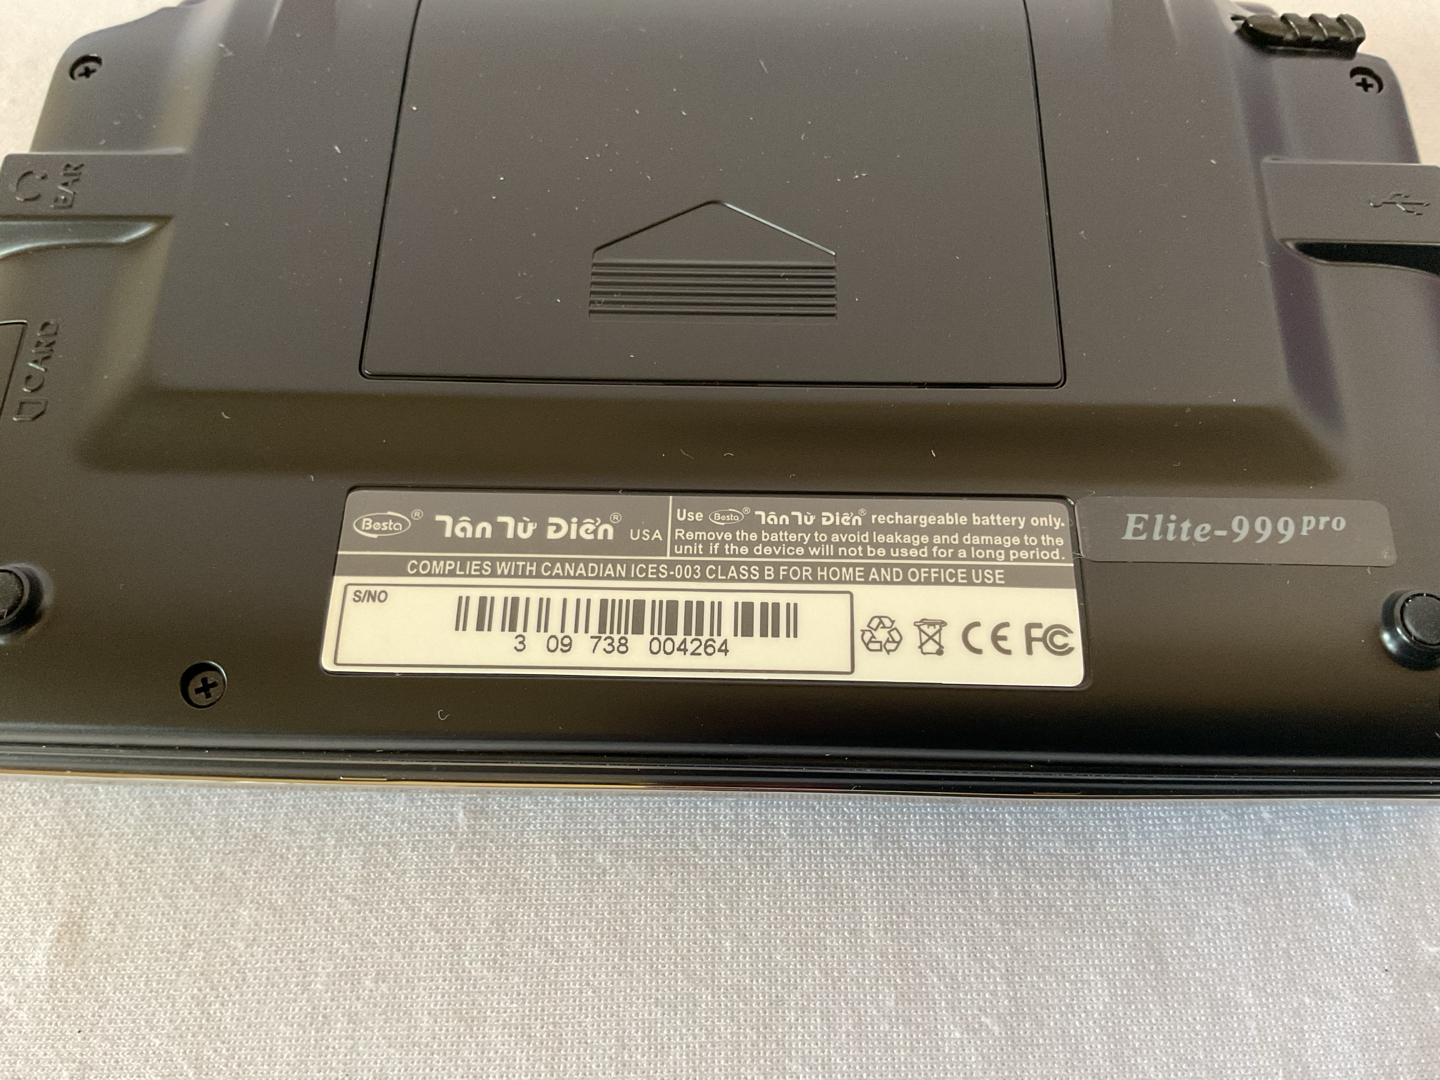 EAR
CARD
Besta® Tân Từ Điển® USA
Use Besta® Tân Từ Điển® rechargeable battery only.
Remove the battery to avoid leakage and damage to the
unit if the device will not be used for a long period.
Elite-999pro
COMPLIES WITH CANADIAN ICES-003 CLASS B FOR HOME AND OFFICE USE
S/NO
3 09 738 004264
CE FC